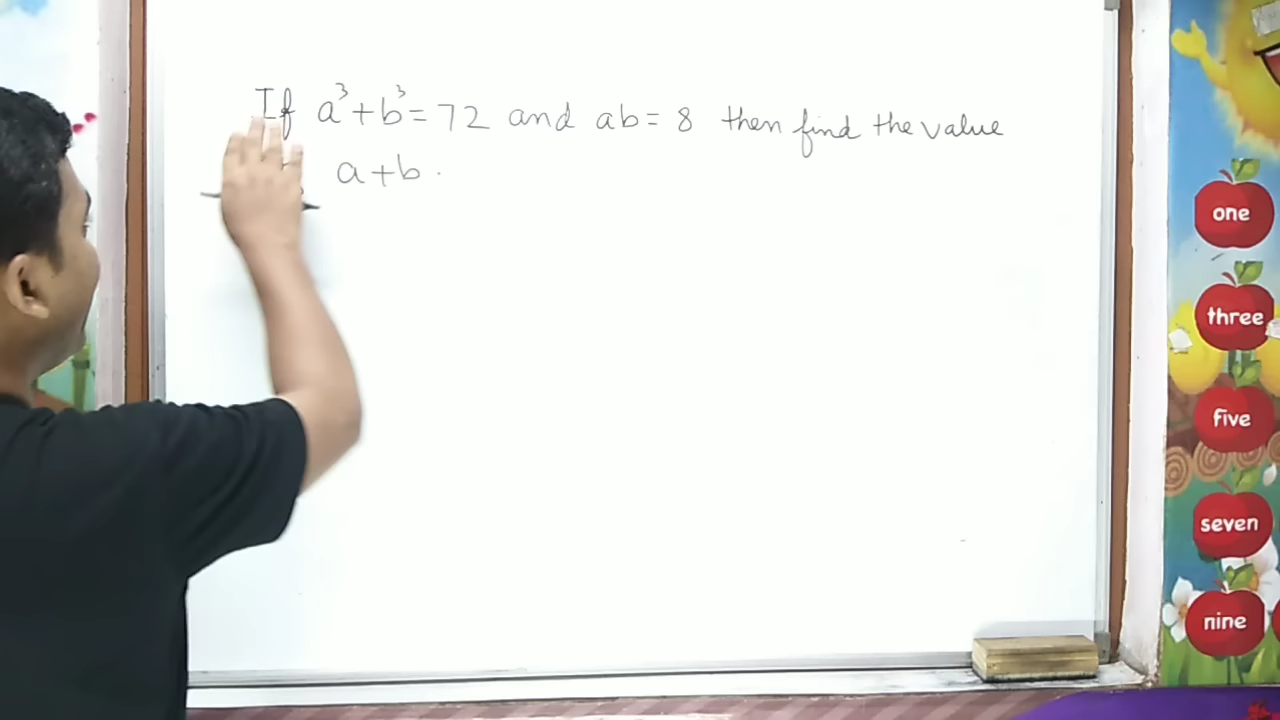 If a³+b³=72 and ab=8 then find the value
a+b.
one
three
five
seven
nine